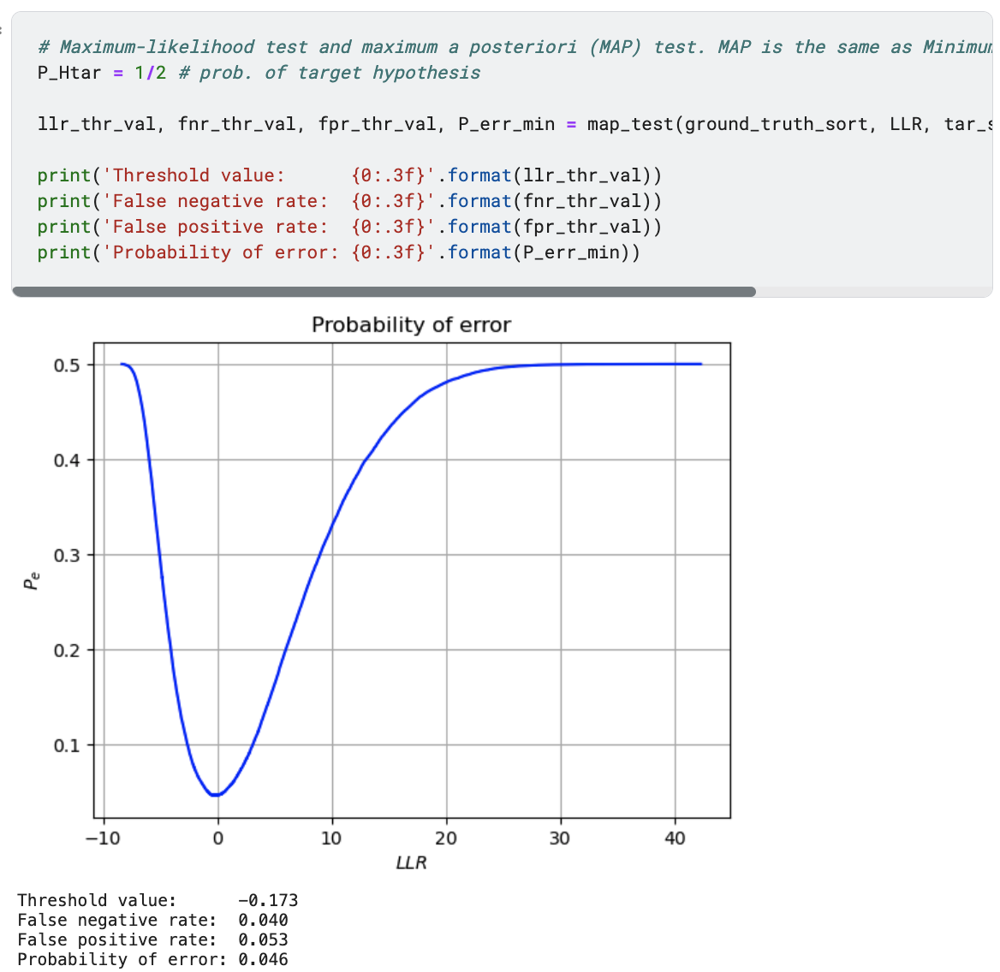 # Maximum-likelihood test and maximum a posteriori (MAP) test. MAP is the same as Minimum
P_Htar = 1/2 # prob. of target hypothesis
llr_thr_val, fnr_thr_val, fpr_thr_val, P_err_min = map_test(ground_truth_sort, LLR, tar_s
print('Threshold value:      {0:.3f}'.format(llr_thr_val))
print('False negative rate:  {0:.3f}'.format(fnr_thr_val))
print('False positive rate:  {0:.3f}'.format(fpr_thr_val))
print('Probability of error: {0:.3f}'.format(P_err_min))
Probability of error
0.5
0.4
0.3
0.2
0.1
Pe
−10 0 10 20 30 40
LLR
Threshold value:      -0.173
False negative rate:  0.040
False positive rate:  0.053
Probability of error: 0.046